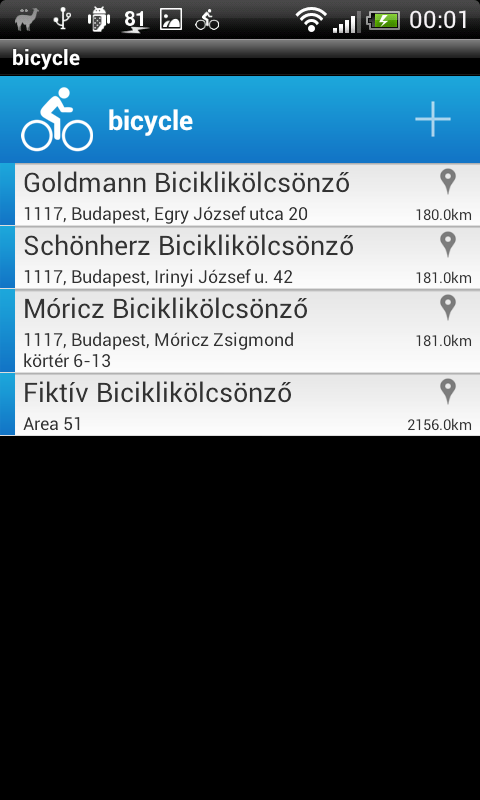 81 00:01
bicycle
bicycle
Goldmann Biciklikölcsönző
1117, Budapest, Egry József utca 20 180.0km
Schönherz Biciklikölcsönző
1117, Budapest, Irinyi József u. 42 181.0km
Móricz Biciklikölcsönző
1117, Budapest, Móricz Zsigmond 181.0km
körtér 6-13
Fiktív Biciklikölcsönző
Area 51 2156.0km